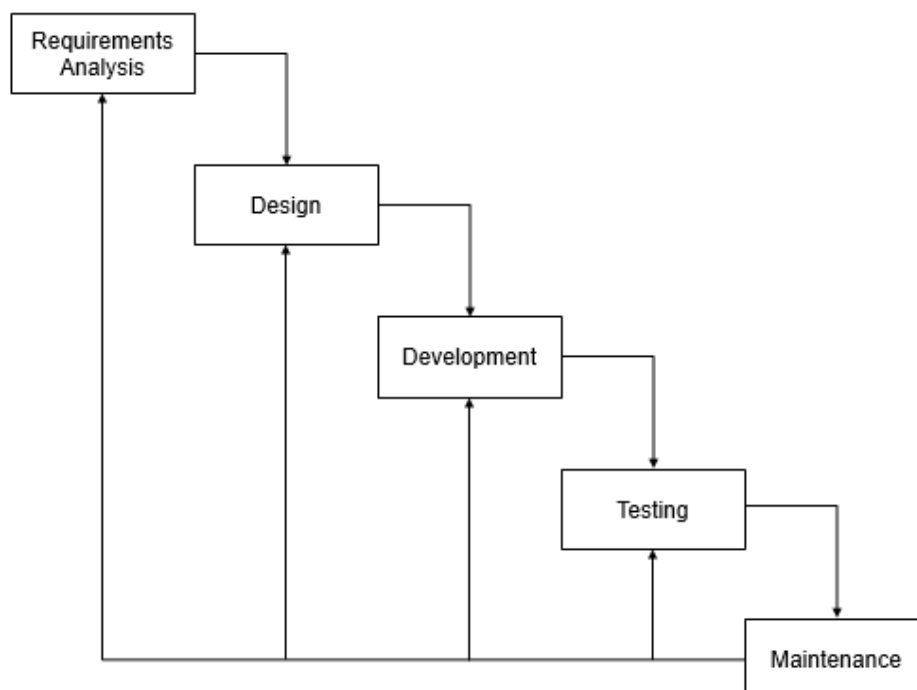 Requirements
Analysis
Design
Development
Testing
Maintenance